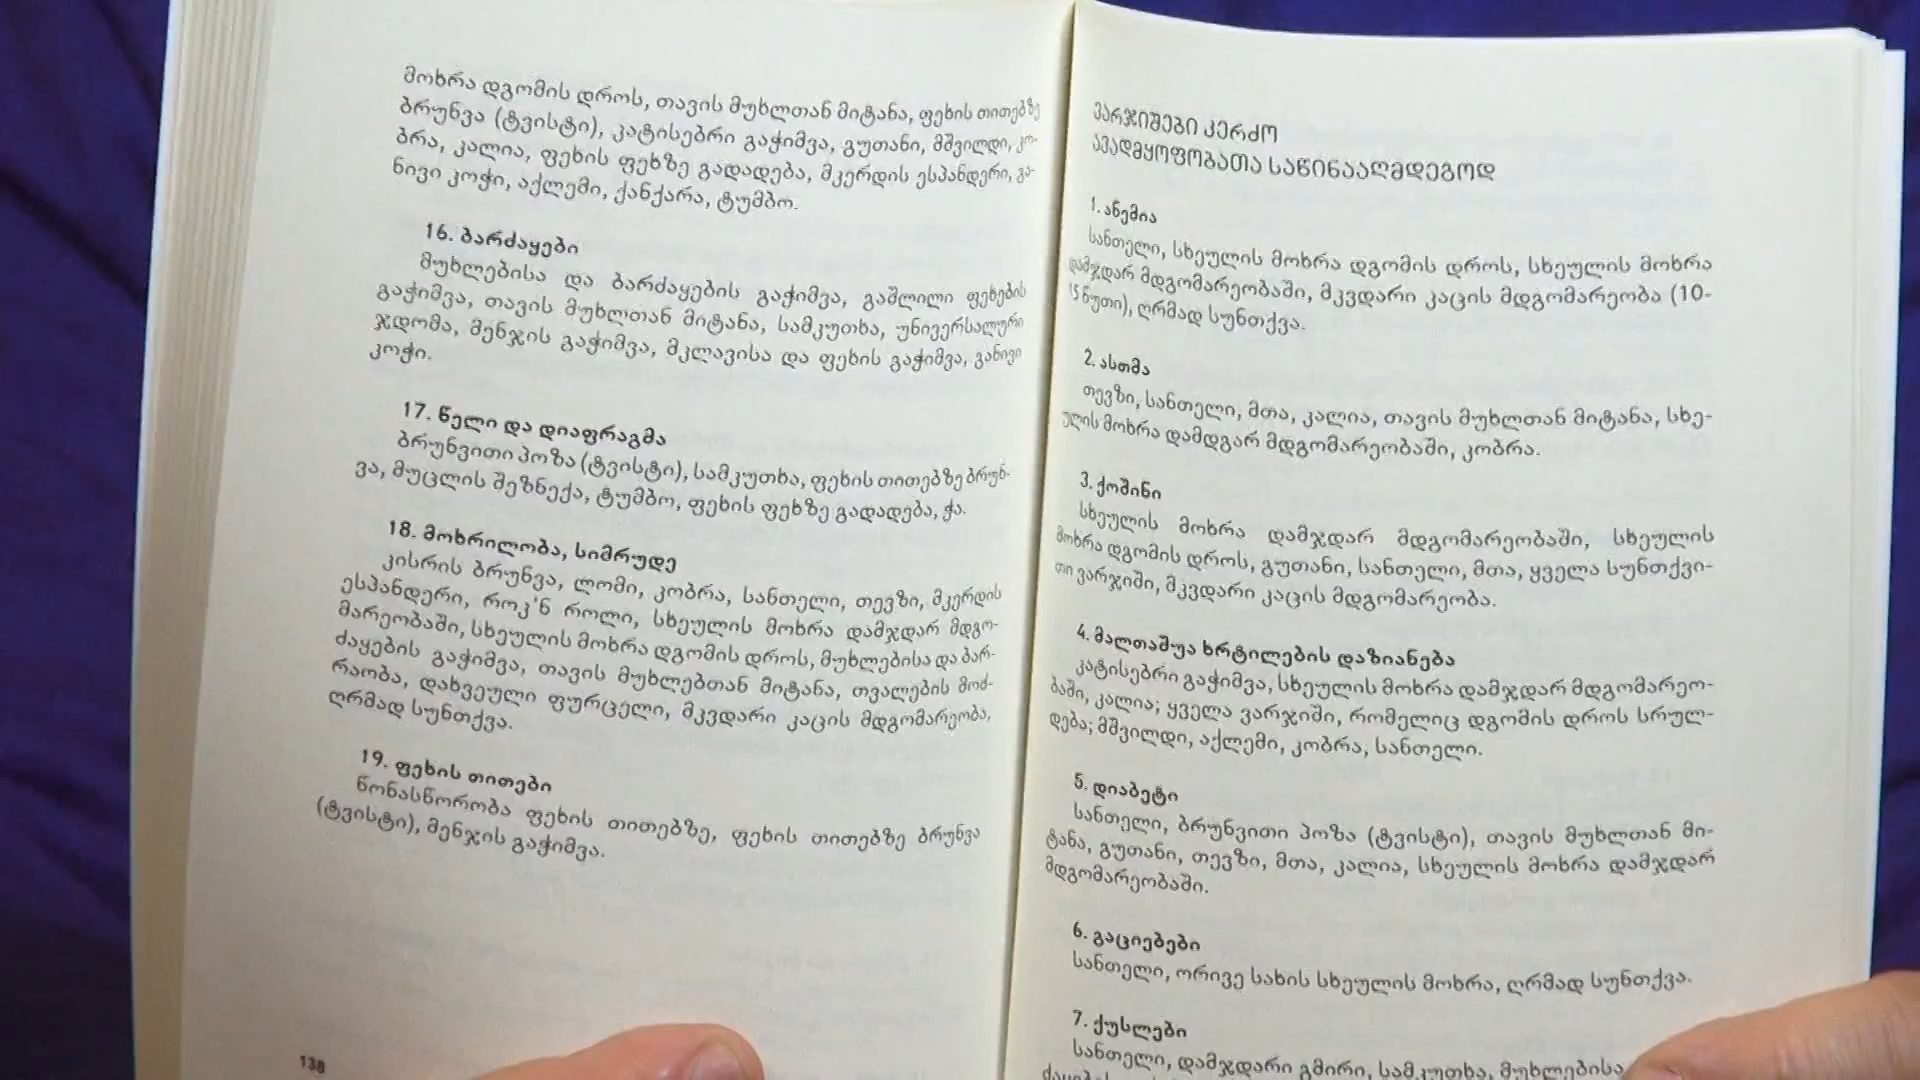 მოხრა დგომის დროს, თავის მუხლთან მიტანა, ფეხის თითებზე
ბრუნვა (ტვისტი), კატისებრი გაჭიმვა, გუთანი, მშვილდი, კო-
ბრა, კალია, ფეხის ფეხზე გადადება, მკერდის ესპანდერი, გა-
ნივი კოჭი, აქლემი, ქანქარა, ტუმბო.
16. ბარძაყები
მუხლებისა და ბარძაყების გაჭიმვა, გაშლილი ფეხების
გაჭიმვა, თავის მუხლთან მიტანა, სამკუთხა, უნივერსალური
ჯდომა, მენჯის გაჭიმვა, მკლავისა და ფეხის გაჭიმვა, განივი
კოჭი.
17. წელი და დიაფრაგმა
ბრუნვითი პოზა (ტვისტი), სამკუთხა, ფეხის თითებზე ბრუნ-
ვა, მუცლის შეზნექა, ტუმბო, ფეხის ფეხზე გადადება, ჭა.
18. მოხრილობა, სიმრუდე
კისრის ბრუნვა, ლომი, კობრა, სანთელი, თევზი, მკერდის
ესპანდერი, როკ'ნ როლი, სხეულის მოხრა დამჯდარ მდგო-
მარეობაში, სხეულის მოხრა დგომის დროს, მუხლებისა და ბარ-
ძაყების გაჭიმვა, თავის მუხლებთან მიტანა, თვალების მოძ-
რაობა, დახვეული ფურცელი, მკვდარი კაცის მდგომარეობა,
ღრმად სუნთქვა.
19. ფეხის თითები
წონასწორობა ფეხის თითებზე, ფეხის თითებზე ბრუნვა
(ტვისტი), მენჯის გაჭიმვა.
138
ვარჯიშები კერძო
ავადმყოფობათა საწინააღმდეგოდ
1. ანემია
სანთელი, სხეულის მოხრა დგომის დროს, სხეულის მოხრა
დამჯდარ მდგომარეობაში, მკვდარი კაცის მდგომარეობა (10-
15 წუთი), ღრმად სუნთქვა.
2. ასთმა
თევზი, სანთელი, მთა, კალია, თავის მუხლთან მიტანა, სხე-
ულის მოხრა დამდგარ მდგომარეობაში, კობრა.
3. ქოშინი
სხეულის მოხრა დამჯდარ მდგომარეობაში, სხეულის
მოხრა დგომის დროს, გუთანი, სანთელი, მთა, ყველა სუნთქვი-
თი ვარჯიში, მკვდარი კაცის მდგომარეობა.
4. მალთაშუა ხრტილების დაზიანება
კატისებრი გაჭიმვა, სხეულის მოხრა დამჯდარ მდგომარეო-
ბაში, კალია; ყველა ვარჯიში, რომელიც დგომის დროს სრულ-
დება; მშვილდი, აქლემი, კობრა, სანთელი.
5. დიაბეტი
სანთელი, ბრუნვითი პოზა (ტვისტი), თავის მუხლთან მი-
ტანა, გუთანი, თევზი, მთა, კალია, სხეულის მოხრა დამჯდარ
მდგომარეობაში.
6. გაციებები
სანთელი, ორივე სახის სხეულის მოხრა, ღრმად სუნთქვა.
7. ქუსლები
სანთელი, დამჯდარი გმირი, სამკუთხა, მუხლებისა